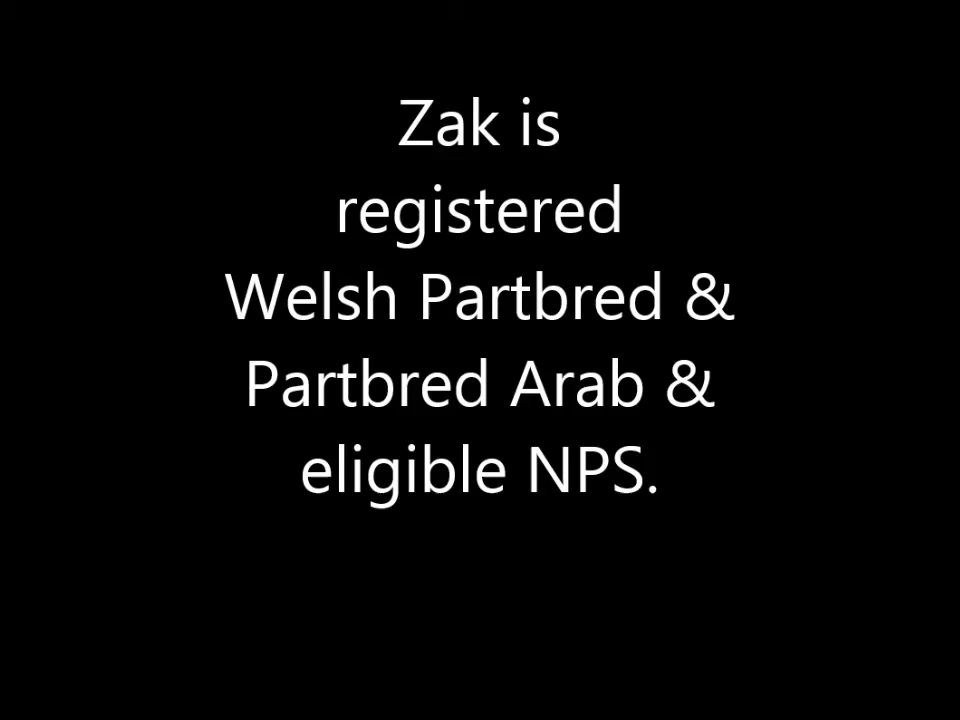 Zak is
registered
Welsh Partbred &
Partbred Arab &
eligible NPS.